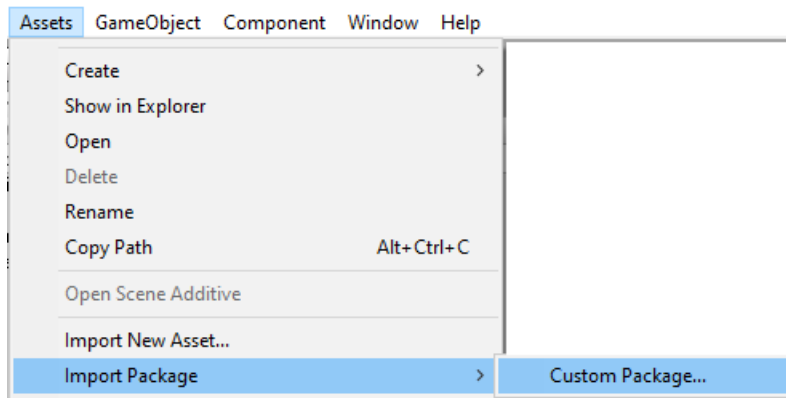 Assets GameObject Component Window Help
Create
Show in Explorer
Open
Delete
Rename
Copy Path Alt+Ctrl+C
Open Scene Additive
Import New Asset...
Import Package Custom Package...